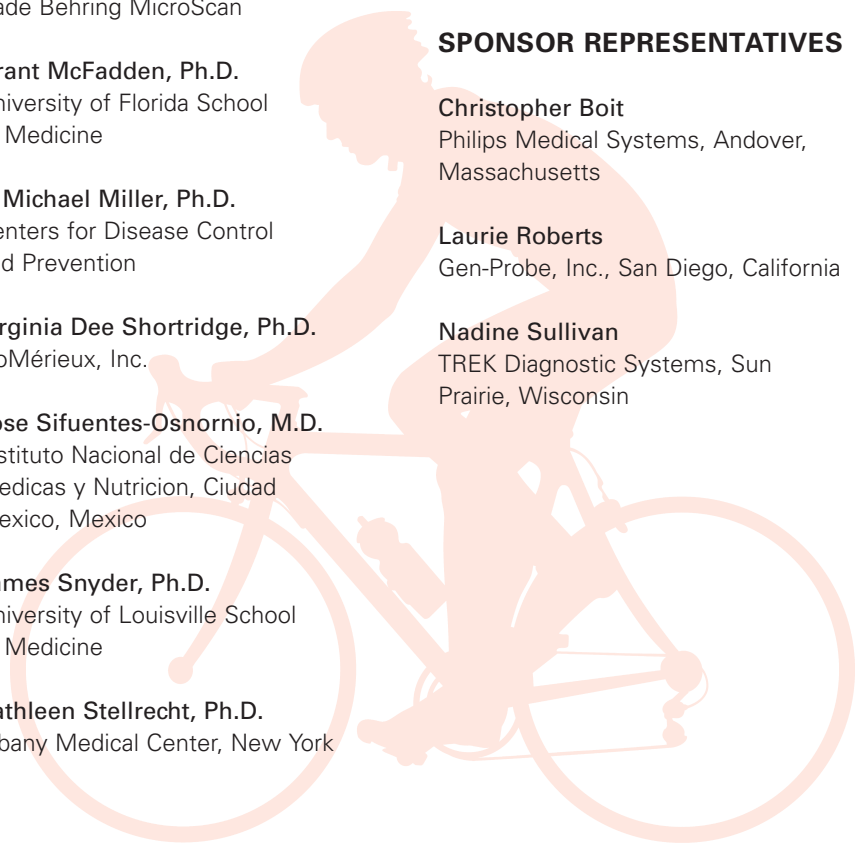 ade Behring MicroScan
rant McFadden, Ph.D.
niversity of Florida School
Medicine
Michael Miller, Ph.D.
enters for Disease Control
d Prevention
rginia Dee Shortridge, Ph.D.
oMérieux, Inc.
ose Sifuentes-Osnornio, M.D.
stituto Nacional de Ciencias
edicas y Nutricion, Ciudad
exico, Mexico
mes Snyder, Ph.D.
niversity of Louisville School
Medicine
athleen Stellrecht, Ph.D.
bany Medical Center, New York
SPONSOR REPRESENTATIVES
Christopher Boit
Philips Medical Systems, Andover,
Massachusetts
Laurie Roberts
Gen-Probe, Inc., San Diego, California
Nadine Sullivan
TREK Diagnostic Systems, Sun
Prairie, Wisconsin